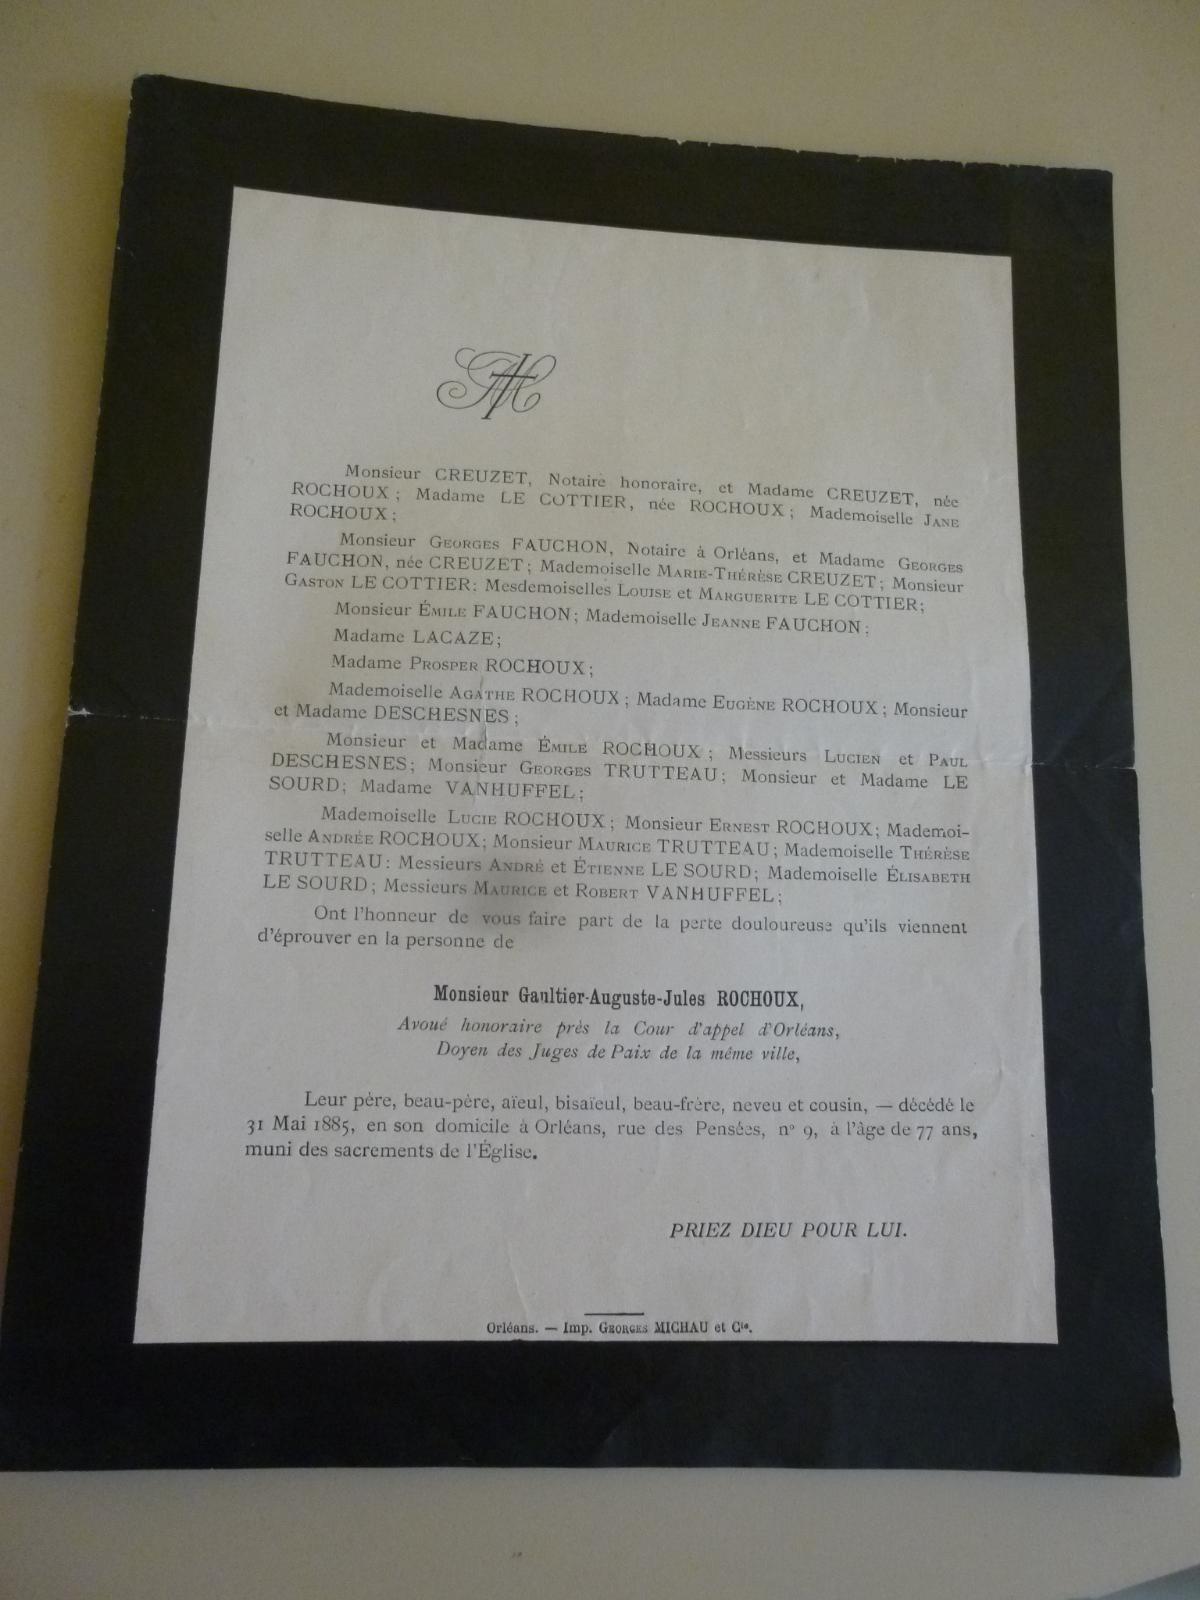 Monsieur CREUZET, Notaire honoraire, et Madame CREUZET, née
ROCHOUX ; Madame LE COTTIER, née ROCHOUX ; Mademoiselle JANE
ROCHOUX ;
Monsieur GEORGES FAUCHON, Notaire à Orléans, et Madame GEORGES
FAUCHON, née CREUZET ; Mademoiselle MARIE-THÉRÈSE CREUZET ; Monsieur
GASTON LE COTTIER: Mesdemoiselles LOUISE et MARGUERITE LE COTTIER;
Monsieur ÉMILE FAUCHON; Mademoiselle JEANNE FAUCHON;
Madame LACAZE;
Madame PROSPER ROCHOUX;
Mademoiselle AGATHE ROCHOUX ; Madame EUGÈNE ROCHOUX ; Monsieur
et Madame DESCHESNES ;
Monsieur et Madame ÉMILE ROCHOUX ; Messieurs LUCIEN et PAUL
DESCHESNES; Monsieur GEORGES TRUTTEAU; Monsieur et Madame LE
SOURD; Madame VANHUFFEL;
Mademoiselle LUCIE ROCHOUX ; Monsieur ERNEST ROCHOUX; Mademoi-
selle ANDRÉE ROCHOUX; Monsieur MAURICE TRUTTEAU; Mademoiselle THÉRÈSE
TRUTTEAU: Messieurs ANDRÉ et ÉTIENNE LE SOURD; Mademoiselle ÉLISABETH
LE SOURD; Messieurs MAURICE et ROBERT VANHUFFEL;
Ont l'honneur de vous faire part de la perte douloureuse qu'ils viennent
d'éprouver en la personne de
Monsieur Gaultier-Auguste-Jules ROCHOUX,
Avoué honoraire près la Cour d'appel d'Orléans,
Doyen des Juges de Paix de la même ville,
Leur père, beau-père, aïeul, bisaïeul, beau-frère, neveu et cousin, — décédé le
31 Mai 1885, en son domicile à Orléans, rue des Pensées, n° 9, à l'âge de 77 ans,
muni des sacrements de l'Église.
PRIEZ DIEU POUR LUI.
Orléans. — Imp. GEORGES MICHAU et Cie.